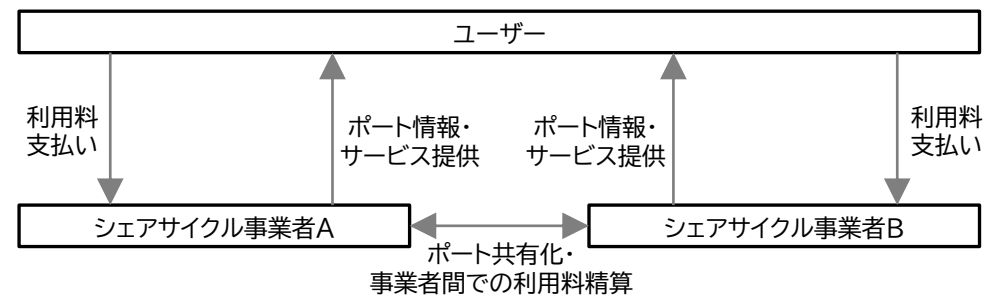 ユーザー
利用料
支払い
ポート情報・
サービス提供
ポート情報・
サービス提供
利用料
支払い
シェアサイクル事業者A
シェアサイクル事業者B
ポート共有化・
事業者間での利用料精算